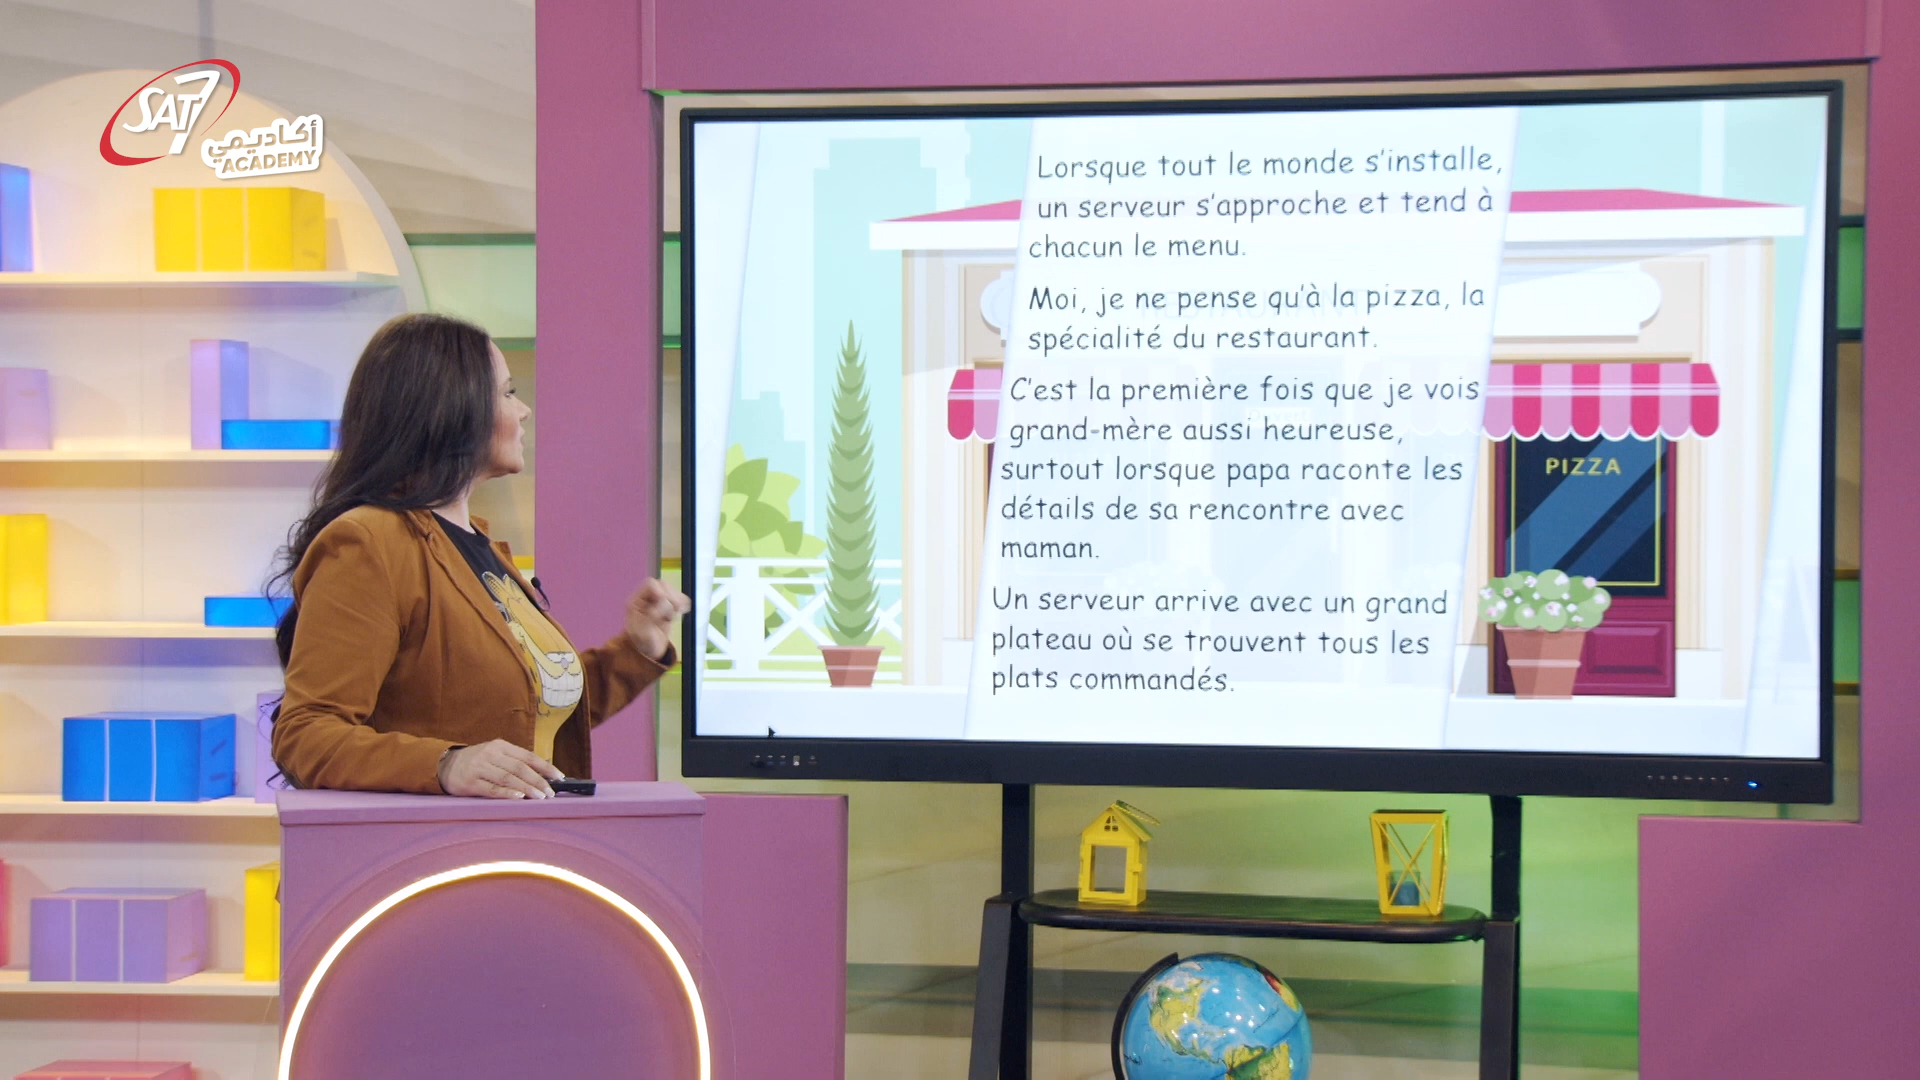 SAT7
أكاديمي
ACADEMY
Lorsque tout le monde s'installe,
un serveur s'approche et tend à
chacun le menu.
Moi, je ne pense qu'à la pizza, la
spécialité du restaurant.
C'est la première fois que je vois
grand-mère aussi heureuse,
surtout lorsque papa raconte les
détails de sa rencontre avec
maman.
Un serveur arrive avec un grand
plateau où se trouvent tous les
plats commandés.
PIZZA